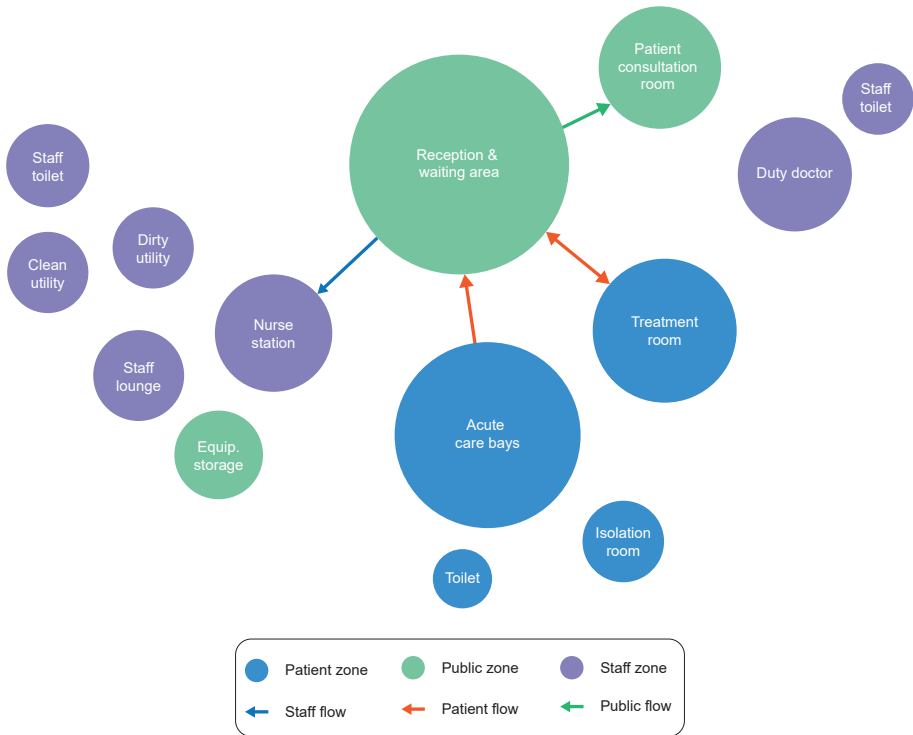 Patient
consultation
room
Staff
toilet
Reception &
waiting area
Duty doctor
Staff
toilet
Dirty
utility
Clean
utility
Nurse
station
Treatment
room
Staff
lounge
Acute
care bays
Equip.
storage
Isolation
room
Toilet
Patient zone
Public zone
Staff zone
Staff flow
Patient flow
Public flow